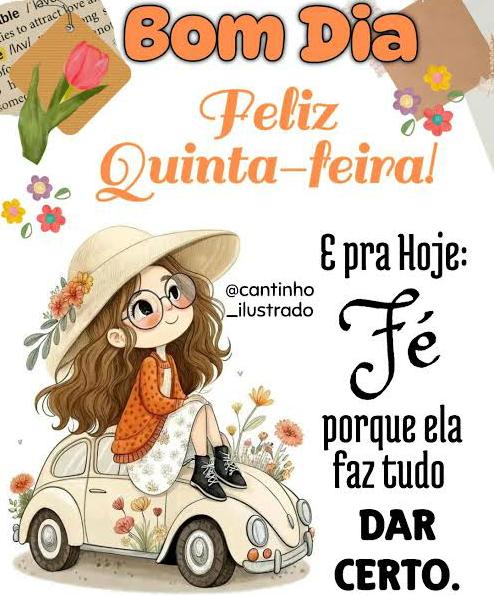 Bom Dia
Feliz
Quinta-feira!
E pra Hoje:
@cantinho
_ilustrado
Fé
porque ela
faz tudo
DAR
CERTO.